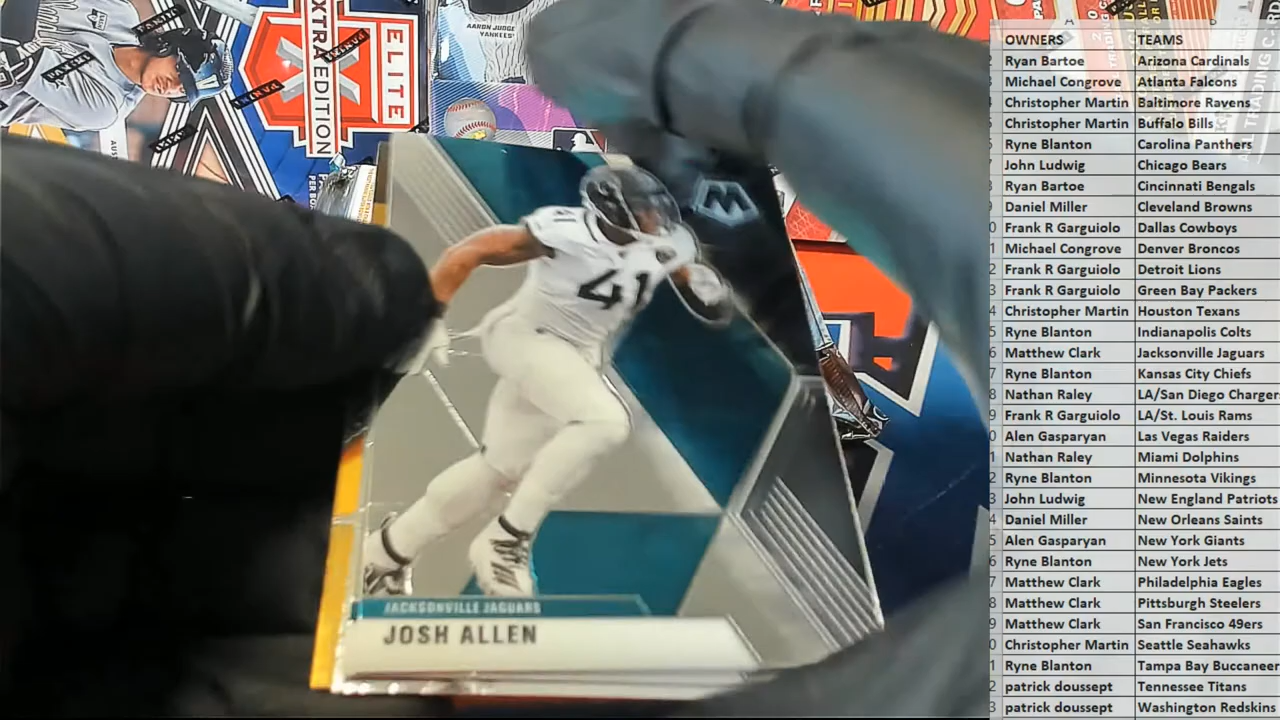 ELITE
EXTRA EDITION
PANINI
AARON JUDGE
YANKEES
41
JACKSONVILLE JAGUARS
JOSH ALLEN
OWNERS TEAMS
Ryan Bartoe Arizona Cardinals
Michael Congrove Atlanta Falcons
Christopher Martin Baltimore Ravens
Christopher Martin Buffalo Bills
Ryne Blanton Carolina Panthers
John Ludwig Chicago Bears
Ryan Bartoe Cincinnati Bengals
Daniel Miller Cleveland Browns
Frank R Garguiolo Dallas Cowboys
Michael Congrove Denver Broncos
Frank R Garguiolo Detroit Lions
Frank R Garguiolo Green Bay Packers
Christopher Martin Houston Texans
Ryne Blanton Indianapolis Colts
Matthew Clark Jacksonville Jaguars
Ryne Blanton Kansas City Chiefs
Nathan Raley LA/San Diego Charger
Frank R Garguiolo LA/St. Louis Rams
Alen Gasparyan Las Vegas Raiders
Nathan Raley Miami Dolphins
Ryne Blanton Minnesota Vikings
John Ludwig New England Patriots
Daniel Miller New Orleans Saints
Alen Gasparyan New York Giants
Ryne Blanton New York Jets
Matthew Clark Philadelphia Eagles
Matthew Clark Pittsburgh Steelers
Matthew Clark San Francisco 49ers
Christopher Martin Seattle Seahawks
Ryne Blanton Tampa Bay Buccaneer
patrick doussept Tennessee Titans
patrick doussept Washington Redskins